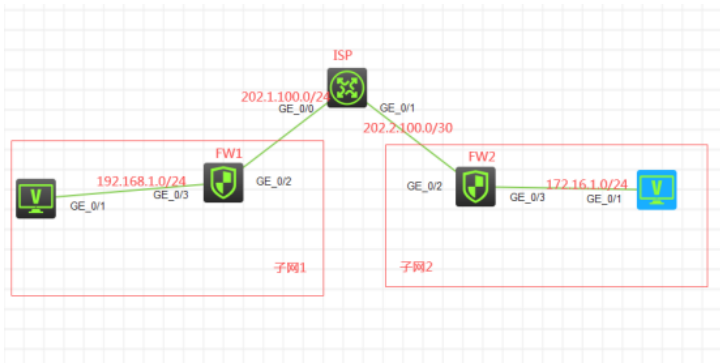 ISP
202.1.100.0/24
GE_0/0
GE_0/1
202.2.100.0/30
FW1
192.168.1.0/24
GE_0/1
GE_0/3
GE_0/2
子网1
FW2
GE_0/2
172.16.1.0/24
GE_0/3
GE_0/1
子网2
V
V